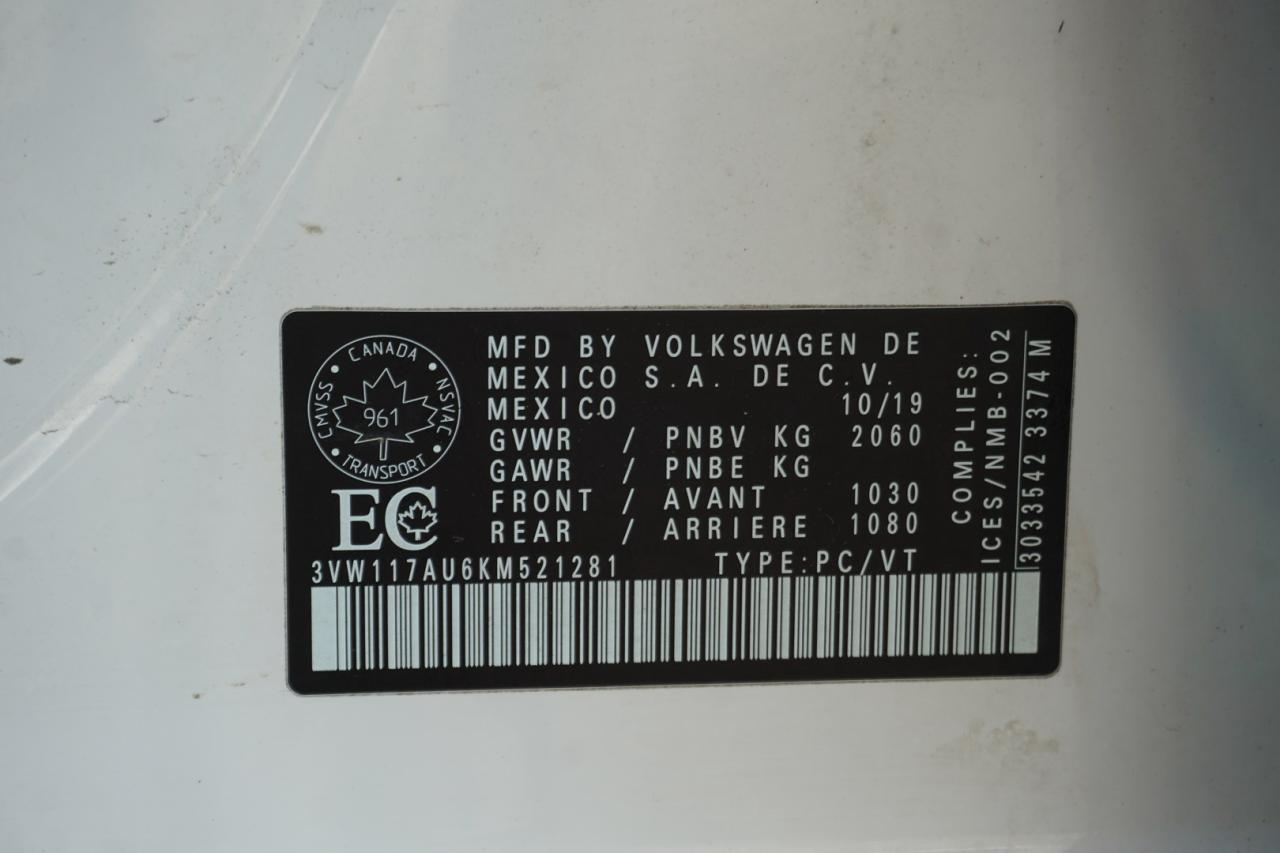 CANADA
CMVSS
NSVAC
961
TRANSPORT
EC
MFD BY VOLKSWAGEN DE
MEXICO S.A. DE C.V.
MEXICO 10/19
GVWR / PNBV KG 2060
GAWR / PNBE KG
FRONT / AVANT 1030
REAR / ARRIERE 1080
3VW117AU6KM521281 TYPE:PC/VT
COMPLIES:
ICES/NMB-002
3033542 3374 M